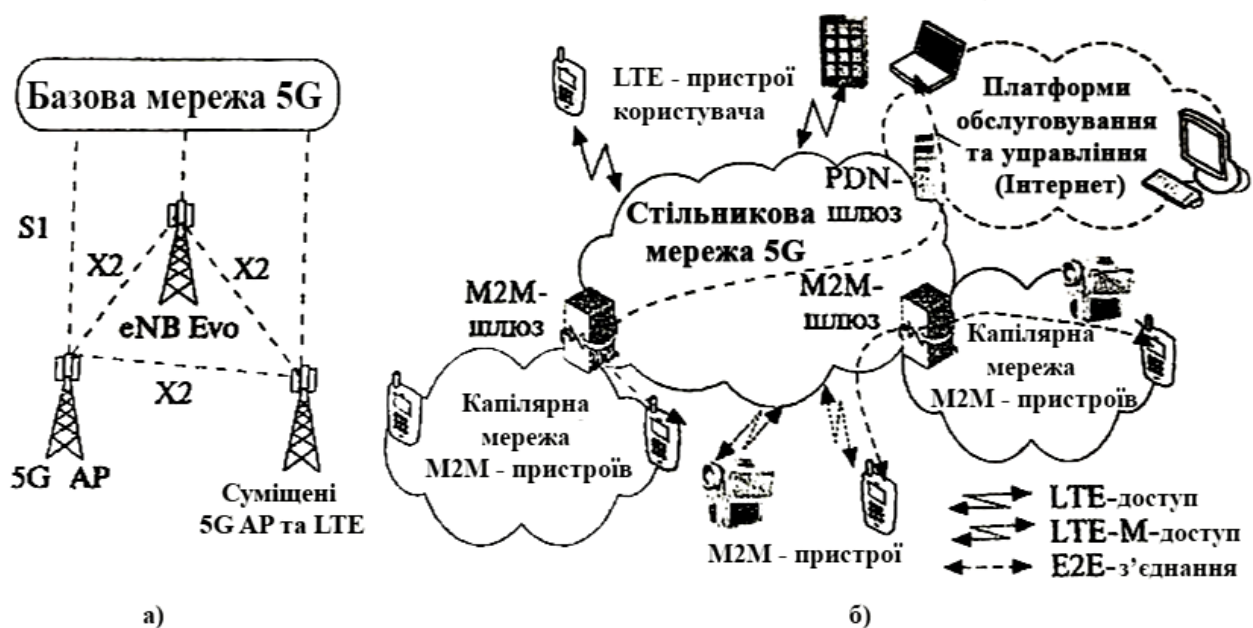 Базова мережа 5G
S1
X2
X2
eNB Evo
X2
5G AP
Суміщені
5G AP та LTE
а)
LTE - пристрої
користувача
Платформи
обслуговування
та управління
(Інтернет)
PDN-
шлюз
Стільникова
мережа 5G
M2M-
шлюз
M2M-
шлюз
Капілярна
мережа
M2M - пристроїв
Капілярна
мережа
M2M - пристроїв
M2M - пристрої
LTE-доступ
LTE-M-доступ
E2E-з’єднання
б)